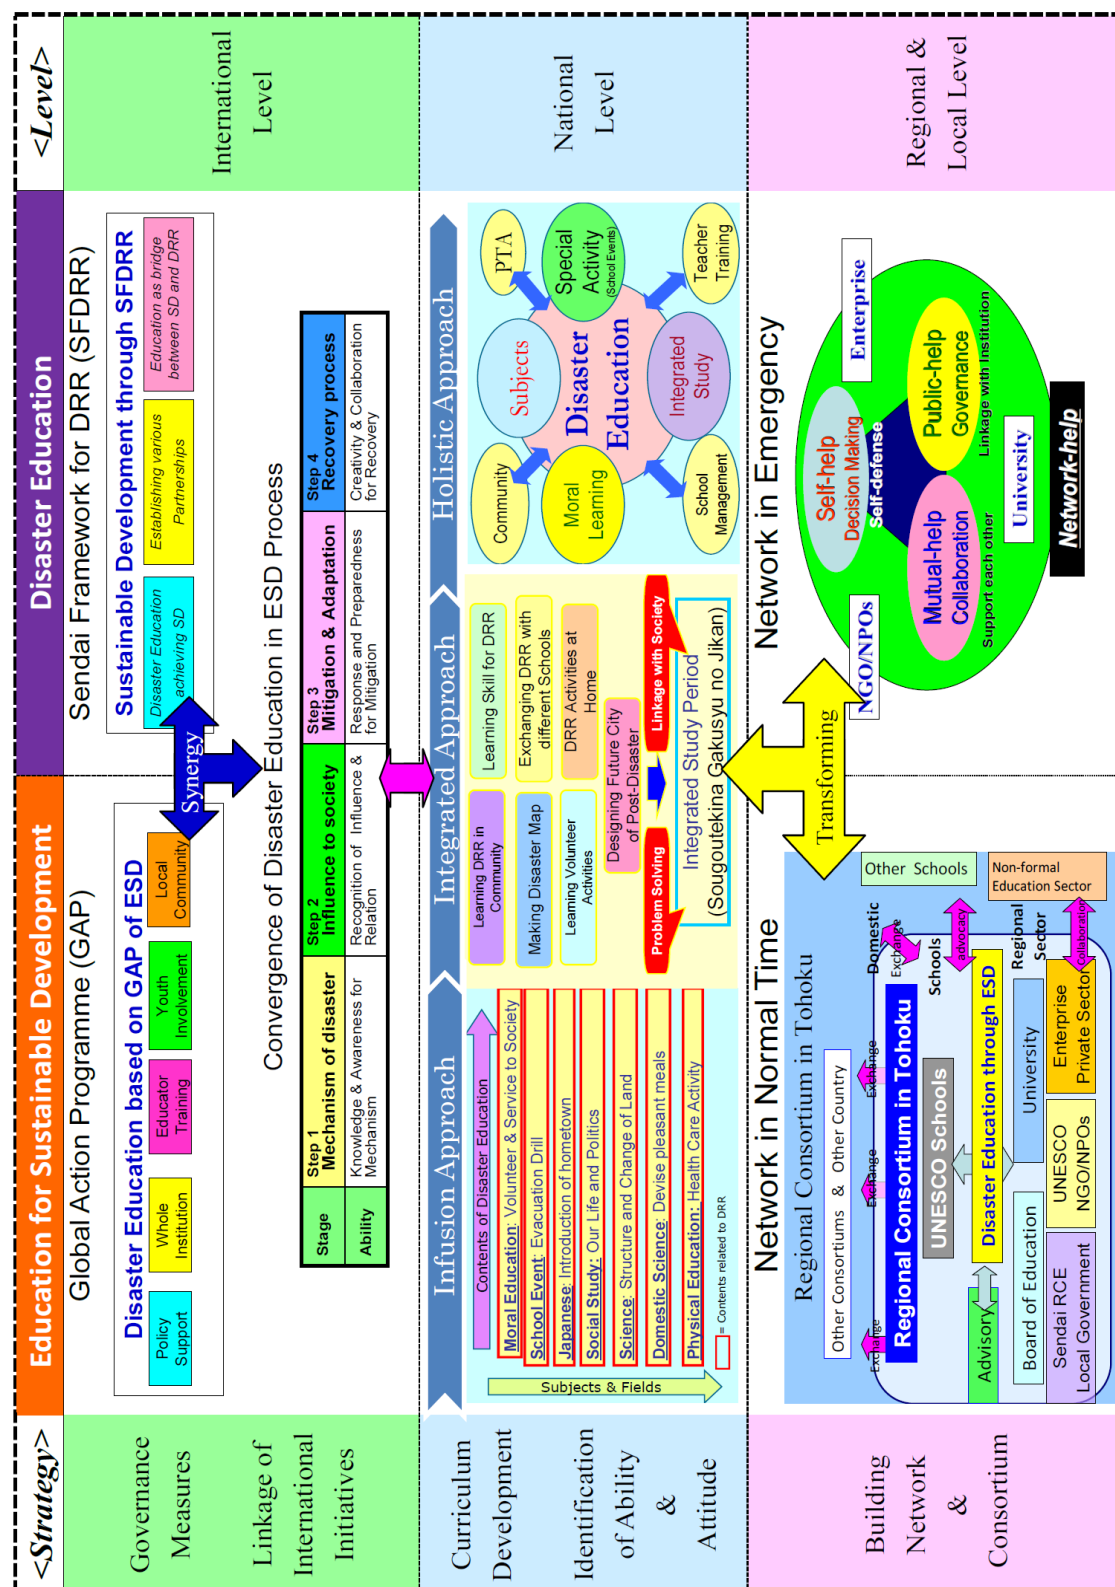 <Strategy>
Education for Sustainable Development
Disaster Education
<Level>
Governance
Measures
Linkage of
International
Initiatives
Global Action Programme (GAP)
Disaster Education based on GAP of ESD
Policy
Support
Whole
Institution
Educator
Training
Youth
Involvement
Local
Community
Synergy
Sendai Framework for DRR (SFDRR)
Sustainable Development through SFDRR
Disaster Education
achieving SD
Establishing various
Partnerships
Education as bridge
between SD and DRR
Convergence of Disaster Education in ESD Process
Stage
Step 1
Mechanism of disaster
Step 2
Influence to society
Step 3
Mitigation & Adaptation
Step 4
Recovery process
Ability
Knowledge & Awareness for
Mechanism
Recognition of Influence &
Relation
Response and Preparedness
for Mitigation
Creativity & Collaboration
for Recovery
International
Level
Curriculum
Development
Identification
of Ability
&
Attitude
Infusion Approach
Integrated Approach
Holistic Approach
Contents of Disaster Education
Subjects & Fields
Moral Education: Volunteer & Service to Society
School Event: Evacuation Drill
Japanese: Introduction of hometown
Social Study: Our Life and Politics
Science: Structure and Change of Land
Domestic Science: Devise pleasant meals
Physical Education: Health Care Activity
= Contents related to DRR
Learning DRR in
Community
Learning Skill for DRR
Making Disaster Map
Exchanging DRR with
different Schools
Learning Volunteer
Activities
DRR Activities at
Home
Designing Future City
of Post-Disaster
Problem Solving
Linkage with Society
Integrated Study Period
(Sougoutekina Gakusyu no Jikan)
Community
PTA
Subjects
Moral
Learning
Disaster
Education
Special
Activity
(School Events)
Integrated
Study
School
Management
Teacher
Training
National
Level
Building
Network
&
Consortium
Network in Normal Time
Regional Consortium in Tohoku
Other Consortiums & Other Country
Exchange
Exchange
Exchange
Regional Consortium in Tohoku
Domestic
Exchange
Schools
UNESCO Schools
Other Schools
advocacy
Advisory
Disaster Education through ESD
Regional
Sector
Non-formal
Education Sector
Collaboration
Board of Education
University
Sendai RCE
Local Government
UNESCO
NGO/NPOs
Enterprise
Private Sector
Transforming
Network in Emergency
NGO/NPOs
Enterprise
Self-help
Decision Making
Self-defense
Mutual-help
Collaboration
Support each other
Public-help
Governance
Linkage with Institution
University
Network-help
Regional &
Local Level